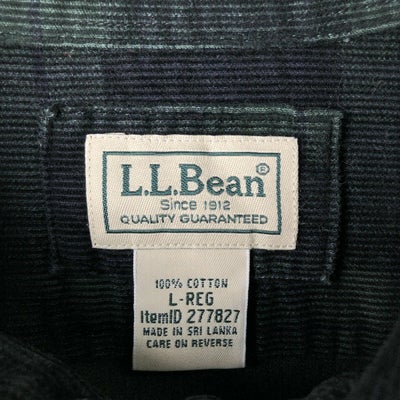 L.L.Bean®
Since 1912
QUALITY GUARANTEED
100% COTTON
L-REG
ItemID 277827
MADE IN SRI LANKA
CARE ON REVERSE